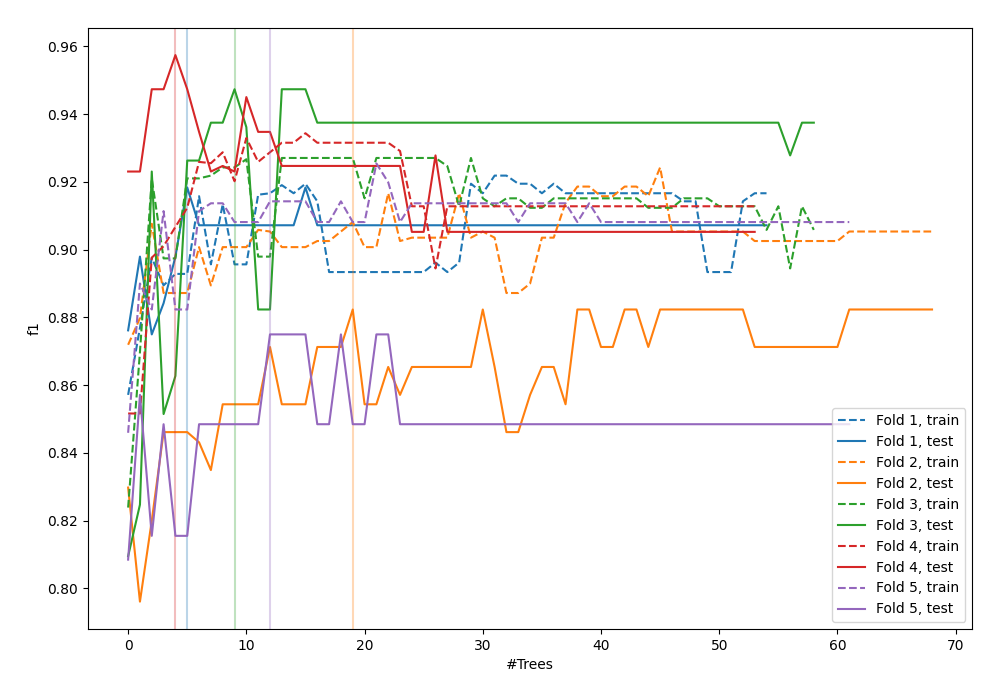 0.96
0.94
0.92
0.90
0.88
0.86
0.84
0.82
0.80
f1
0
10
20
30
40
50
60
70
#Trees
Fold 1, train
Fold 1, test
Fold 2, train
Fold 2, test
Fold 3, train
Fold 3, test
Fold 4, train
Fold 4, test
Fold 5, train
Fold 5, test